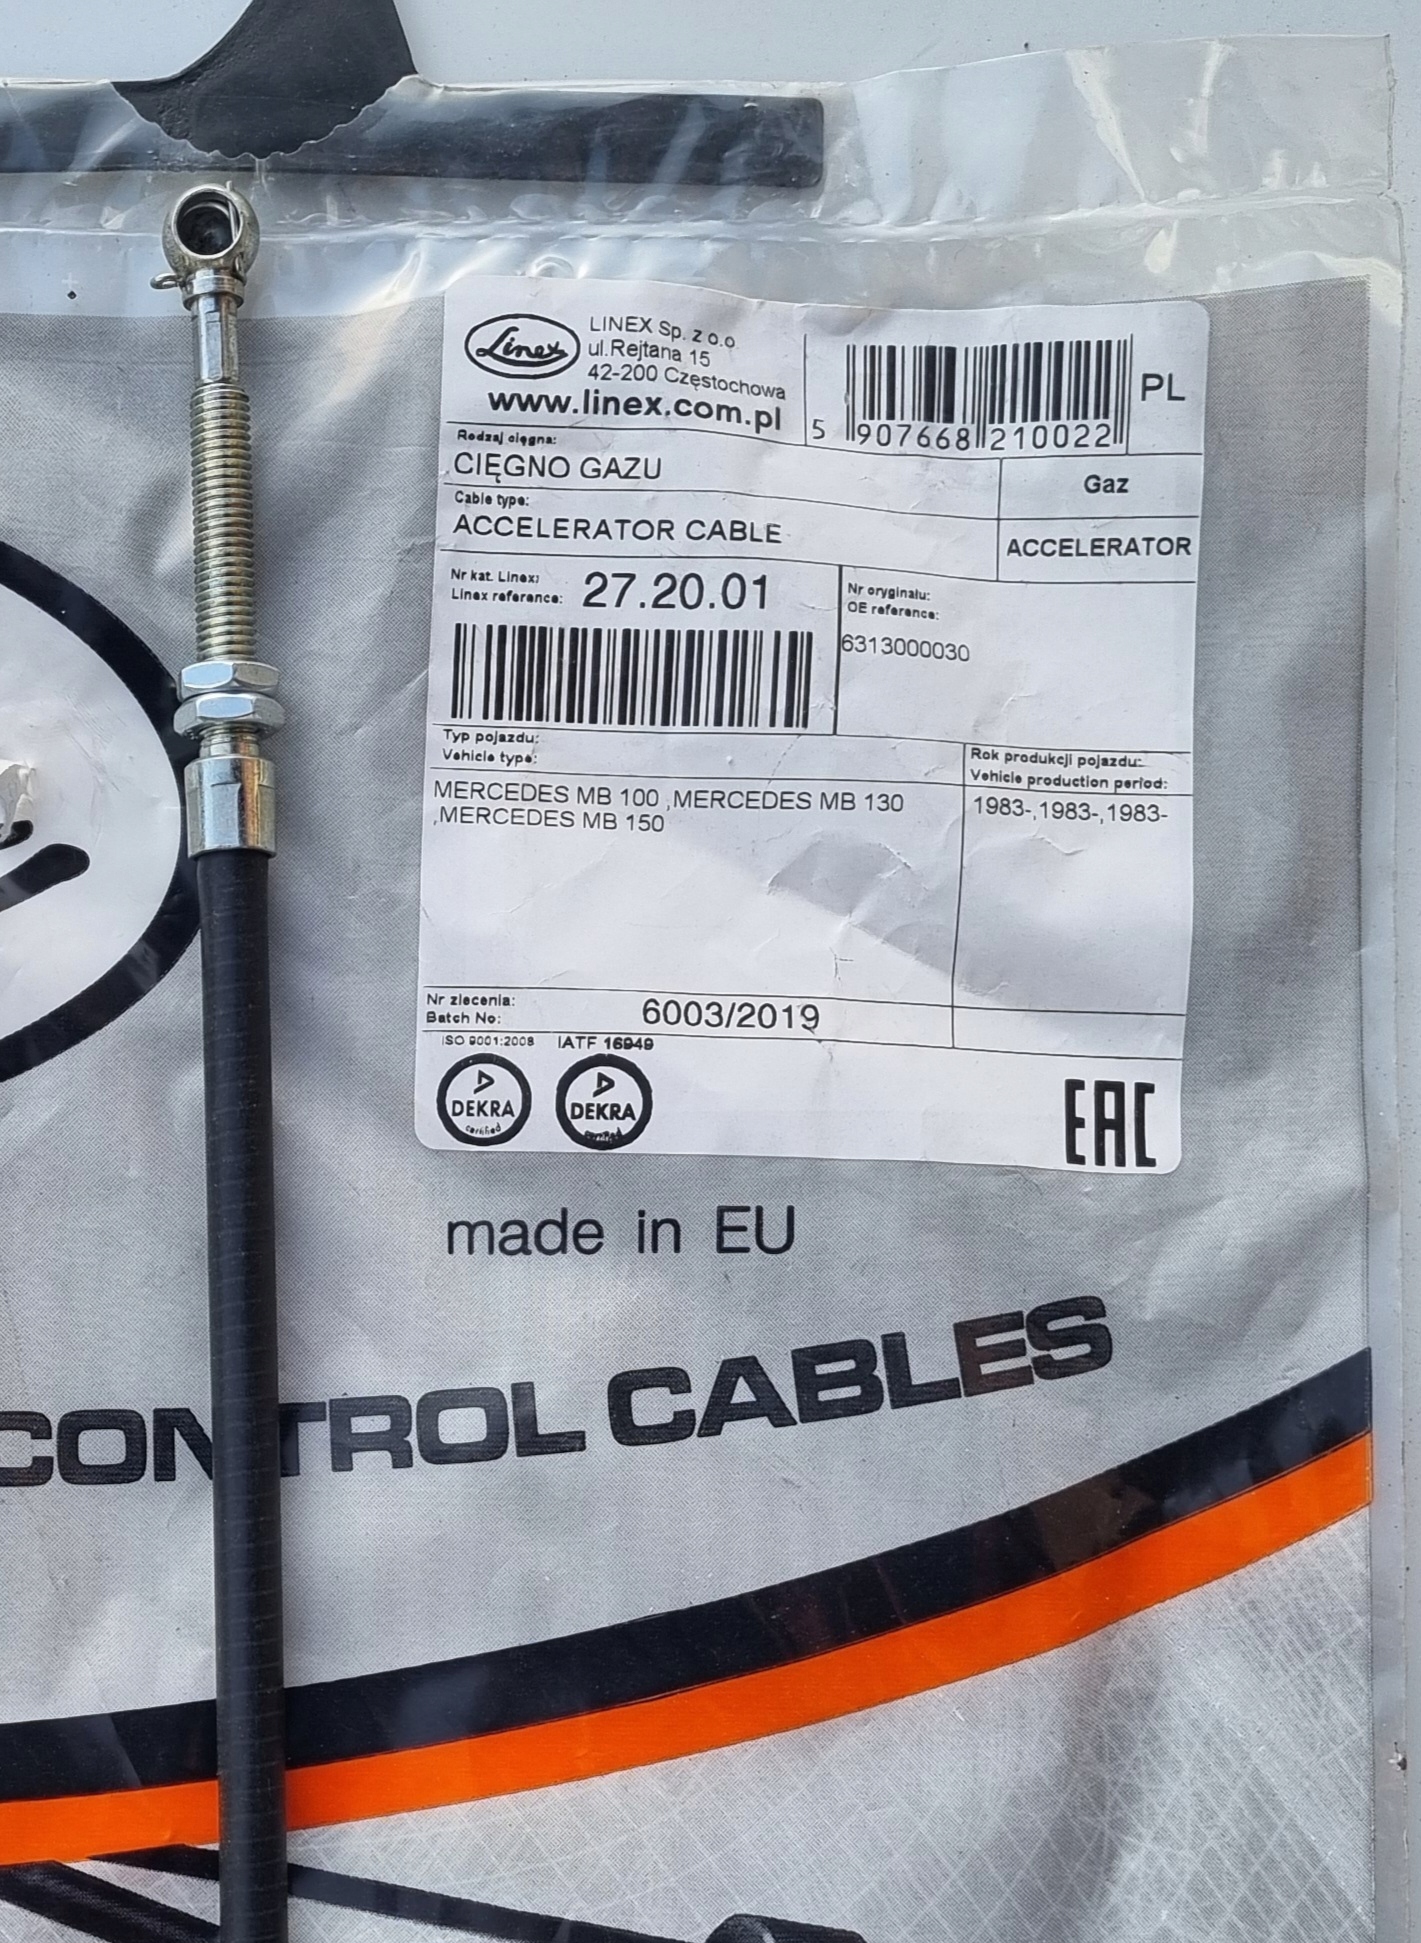 Linex
LINEX Sp. z o.o.
ul.Rejtana 15
42-200 Częstochowa
www.linex.com.pl
5 907668 210022
PL
Rodzaj cięgna:
CIĘGNO GAZU
Gaz
Cable type:
ACCELERATOR CABLE
ACCELERATOR
Nr kat. Linex:
Linex reference: 27.20.01
Nr oryginału:
OE reference:
6313000030
Typ pojazdu:
Vehicle type:
Rok produkcji pojazdu:
Vehicle production period:
MERCEDES MB 100 ,MERCEDES MB 130
,MERCEDES MB 150
1983-,1983-,1983-
Nr zlecenia:
Batch No: 6003/2019
ISO 9001:2008 IATF 16949
DEKRA
certified
DEKRA
EAC
made in EU
CONTROL CABLES